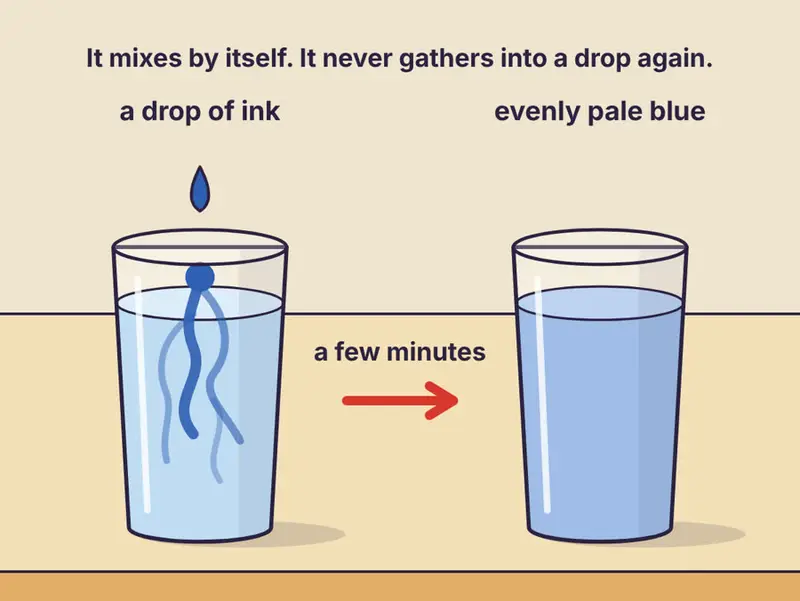 It mixes by itself. It never gathers into a drop again.
a drop of ink
evenly pale blue
a few minutes